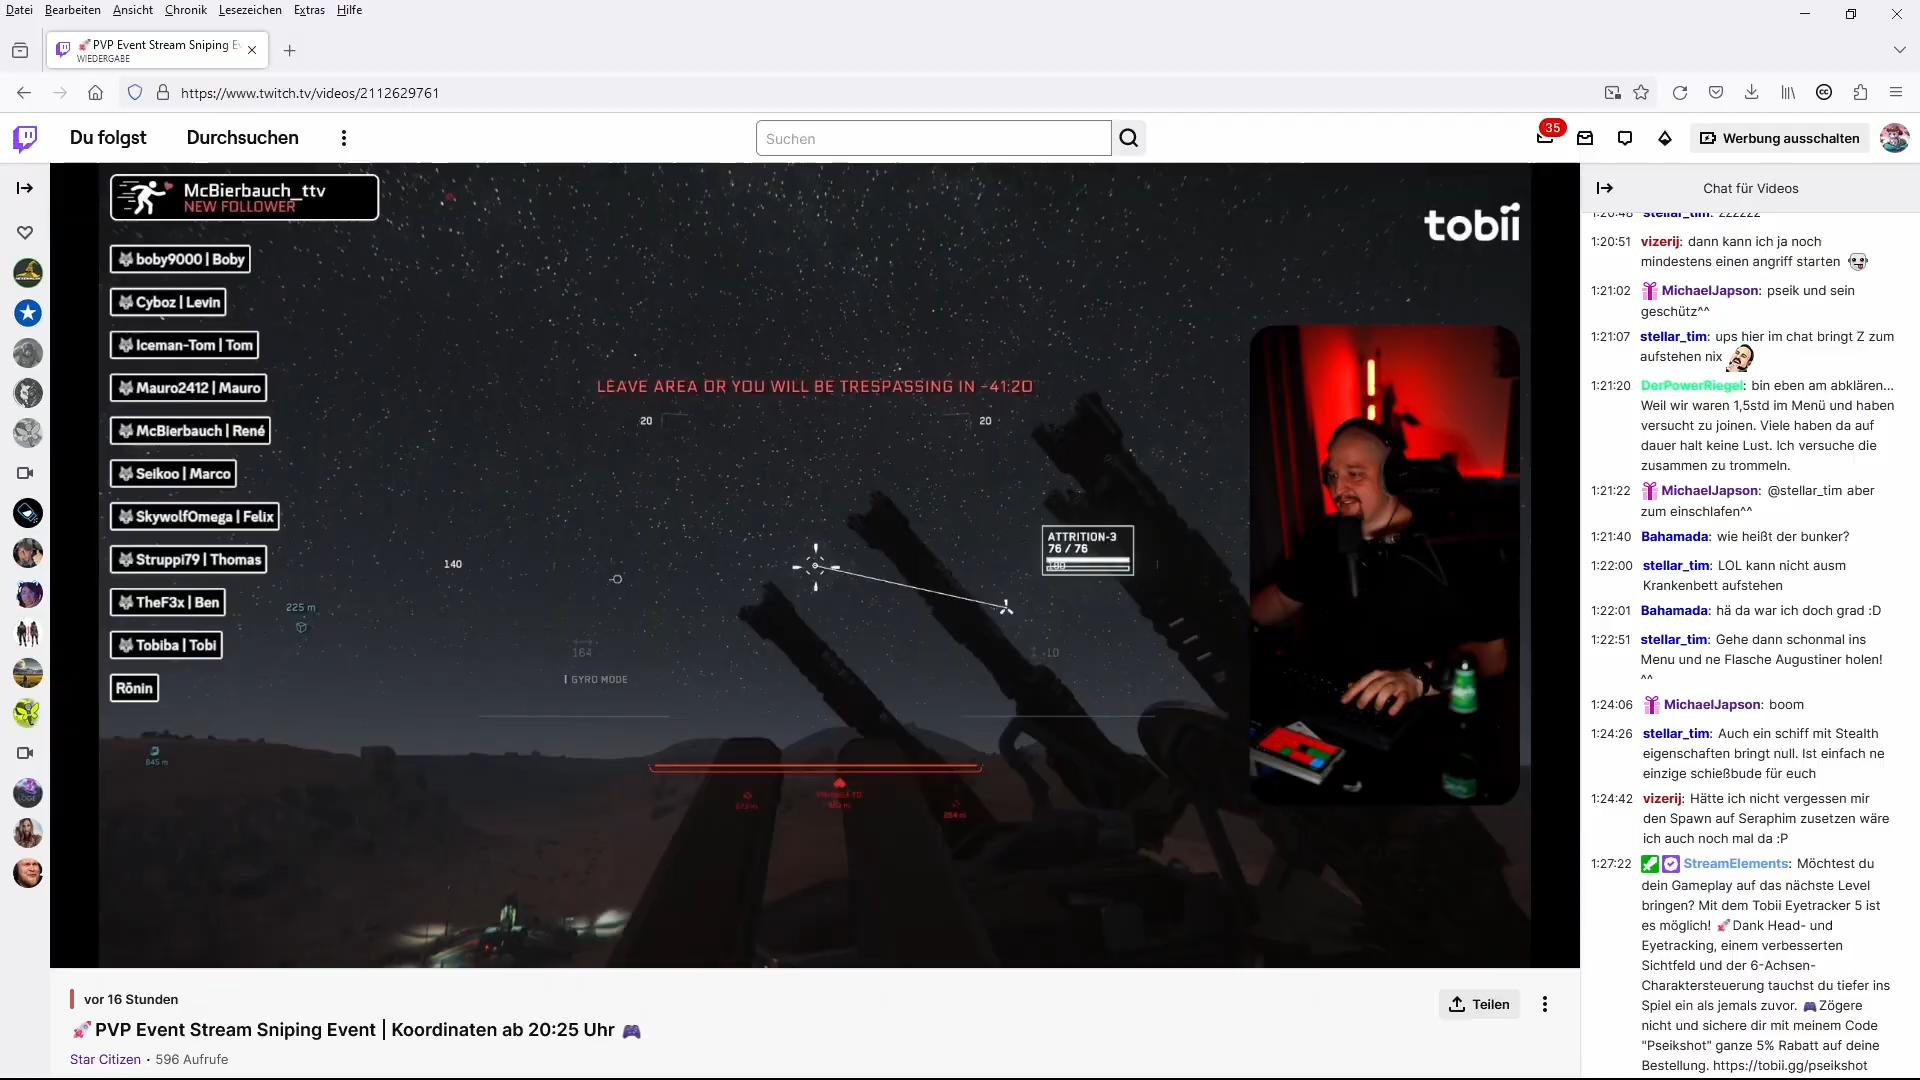 Datei Bearbeiten Ansicht Chronik Lesezeichen Extras Hilfe
PVP Event Stream Sniping Ev
WIEDERGABE
https://www.twitch.tv/videos/2112629761
Du folgst Durchsuchen
Suchen
35
Werbung ausschalten
McBierbauch_ttv
NEW FOLLOWER
boby9000 | Boby
Cyboz | Levin
Iceman-Tom | Tom
Mauro2412 | Mauro
McBierbauch | René
Seikoo | Marco
SkywolfOmega | Felix
Struppi79 | Thomas
TheF3x | Ben
Tobiba | Tobi
Rōnin
tobii
LEAVE AREA OR YOU WILL BE TRESPASSING IN -41:20
20 20
ATTRITION-3
76 / 76
140
225 m
164 -10
GYRO MODE
845 m
vor 16 Stunden
Teilen
PVP Event Stream Sniping Event | Koordinaten ab 20:25 Uhr
Star Citizen • 596 Aufrufe
Chat für Videos
1:20:48 stellar_tim: zzzzzz
1:20:51 vizerij: dann kann ich ja noch
mindestens einen angriff starten
1:21:02 MichaelJapson: pseik und sein
geschütz^^
1:21:07 stellar_tim: ups hier im chat bringt Z zum
aufstehen nix
1:21:20 DerPowerRiegel: bin eben am abklären...
Weil wir waren 1,5std im Menü und haben
versucht zu joinen. Viele haben da auf
dauer halt keine Lust. Ich versuche die
zusammen zu trommeln.
1:21:22 MichaelJapson: @stellar_tim aber
zum einschlafen^^
1:21:40 Bahamada: wie heißt der bunker?
1:22:00 stellar_tim: LOL kann nicht ausm
Krankenbett aufstehen
1:22:01 Bahamada: hä da war ich doch grad :D
1:22:51 stellar_tim: Gehe dann schonmal ins
Menu und ne Flasche Augustiner holen!
^^
1:24:06 MichaelJapson: boom
1:24:26 stellar_tim: Auch ein schiff mit Stealth
eigenschaften bringt null. Ist einfach ne
einzige schießbude für euch
1:24:42 vizerij: Hätte ich nicht vergessen mir
den Spawn auf Seraphim zusetzen wäre
ich auch noch mal da :P
1:27:22 StreamElements: Möchtest du
dein Gameplay auf das nächste Level
bringen? Mit dem Tobii Eyetracker 5 ist
es möglich! 🚀Dank Head- und
Eyetracking, einem verbesserten
Sichtfeld und der 6-Achsen-
Charaktersteuerung tauchst du tiefer ins
Spiel ein als jemals zuvor. 🎮Zögere
nicht und sichere dir mit meinem Code
"Pseikshot" ganze 5% Rabatt auf deine
Bestellung. https://tobii.gg/pseikshot